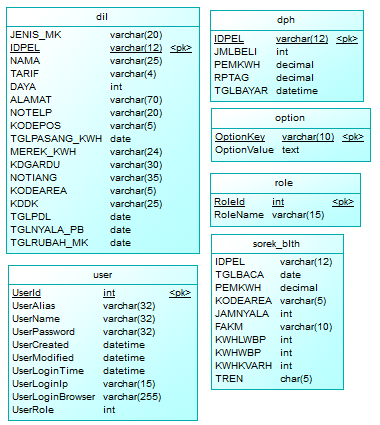 dil
JENIS_MK varchar(20)
IDPEL varchar(12) <pk>
NAMA varchar(25)
TARIF varchar(4)
DAYA int
ALAMAT varchar(70)
NOTELP varchar(20)
KODEPOS varchar(5)
TGLPASANG_KWH date
MEREK_KWH varchar(24)
KDGARDU varchar(30)
NOTIANG varchar(35)
KODEAREA varchar(5)
KDDK varchar(25)
TGLPDL date
TGLNYALA_PB date
TGLRUBAH_MK date
dph
IDPEL varchar(12) <pk>
JMLBELI int
PEMKWH decimal
RPTAG decimal
TGLBAYAR datetime
option
OptionKey varchar(10) <pk>
OptionValue text
role
RoleId int <pk>
RoleName varchar(15)
user
UserId int <pk>
UserAlias varchar(32)
UserName varchar(32)
UserPassword varchar(32)
UserCreated datetime
UserModified datetime
UserLoginTime datetime
UserLoginIp varchar(15)
UserLoginBrowser varchar(255)
UserRole int
sorek_blth
IDPEL varchar(12)
TGLBACA date
PEMKWH decimal
KODEAREA varchar(5)
JAMNYALA int
FAKM varchar(10)
KWHLWBP int
KWHWBP int
KWHKVARH int
TREN char(5)